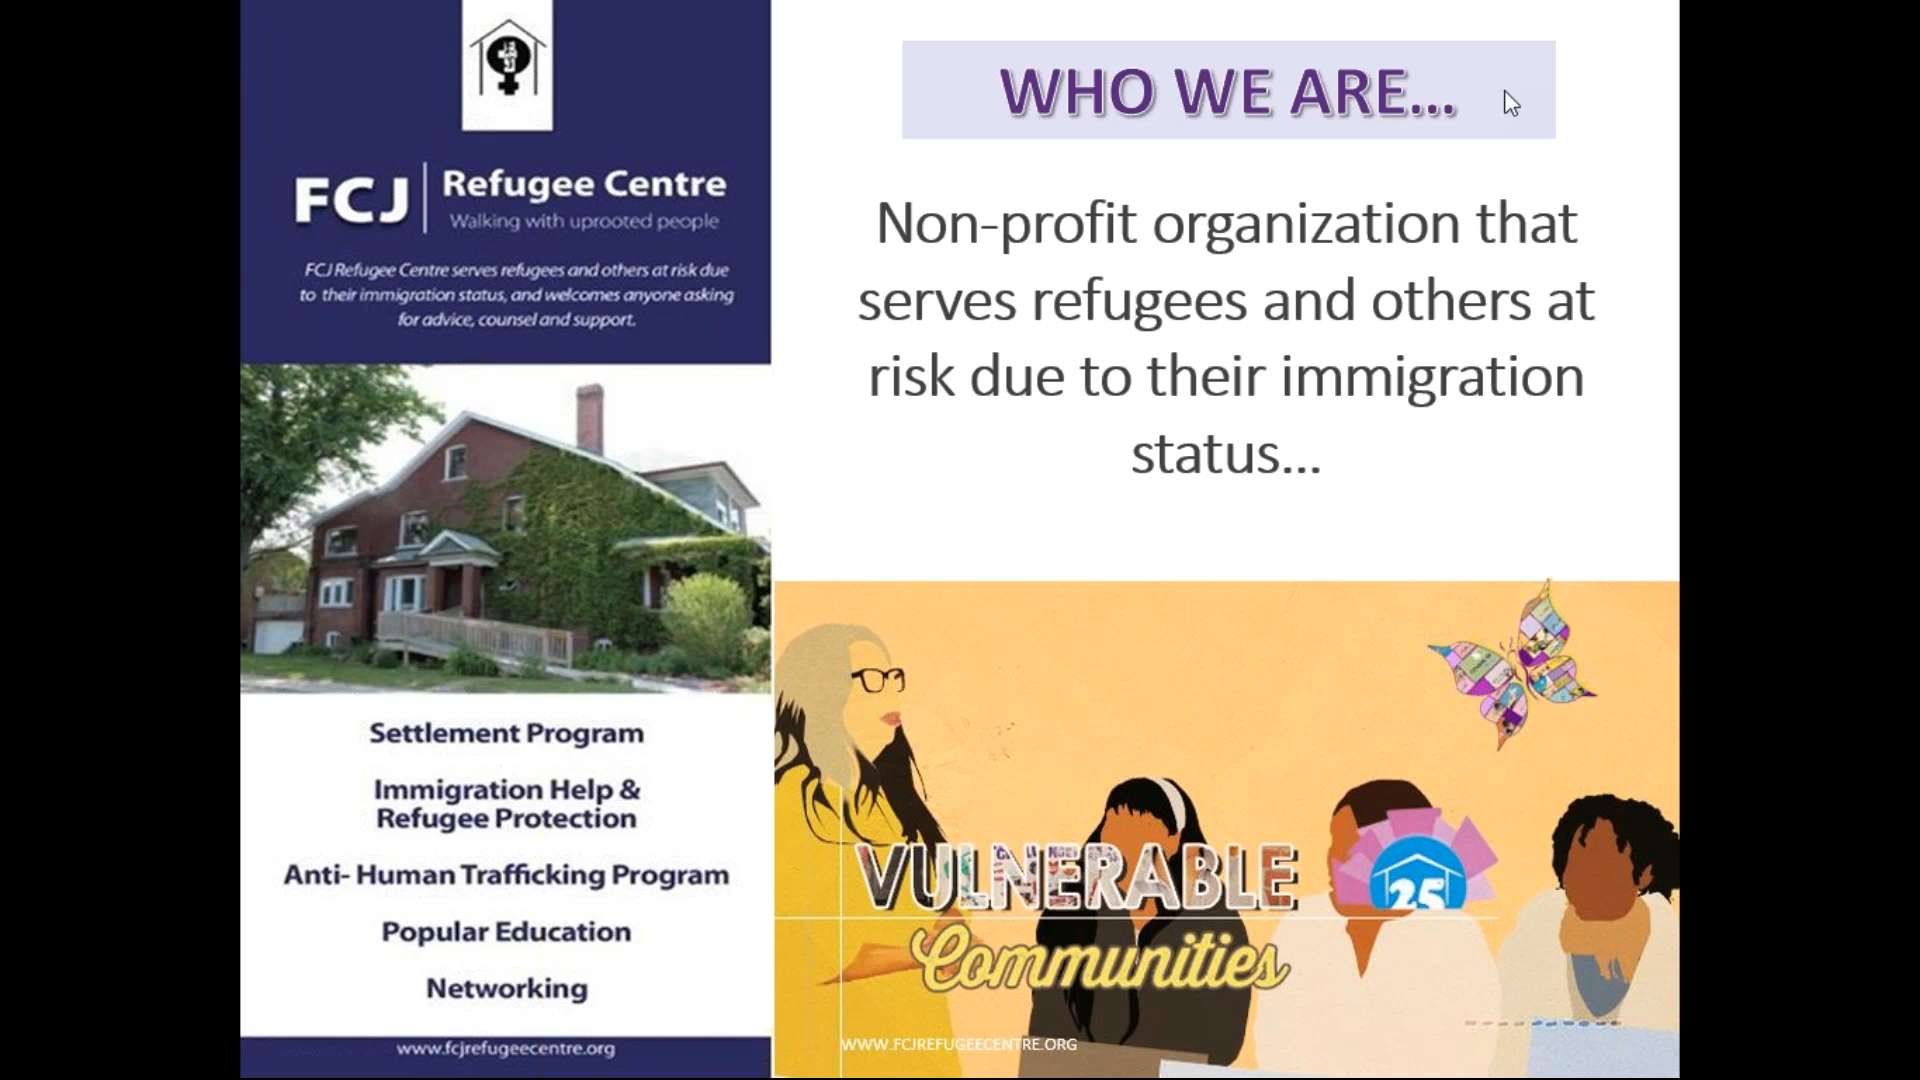 FCJ
Refugee Centre
Walking with uprooted people
FCJ Refugee Centre serves refugees and others at risk due
to their immigration status, and welcomes anyone asking
for advice, counsel and support.
Settlement Program
Immigration Help &
Refugee Protection
Anti- Human Trafficking Program
Popular Education
Networking
www.fcjrefugeecentre.org
WHO WE ARE...
Non-profit organization that
serves refugees and others at
risk due to their immigration
status...
25
VULNERABLE
Communities
WWW.FCJREFUGEECENTRE.ORG